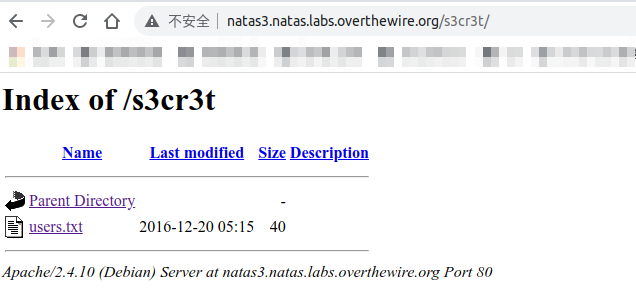 不安全 natas3.natas.labs.overthewire.org/s3cr3t/
Index of /s3cr3t
Name Last modified Size Description
Parent Directory -
users.txt 2016-12-20 05:15 40
Apache/2.4.10 (Debian) Server at natas3.natas.labs.overthewire.org Port 80